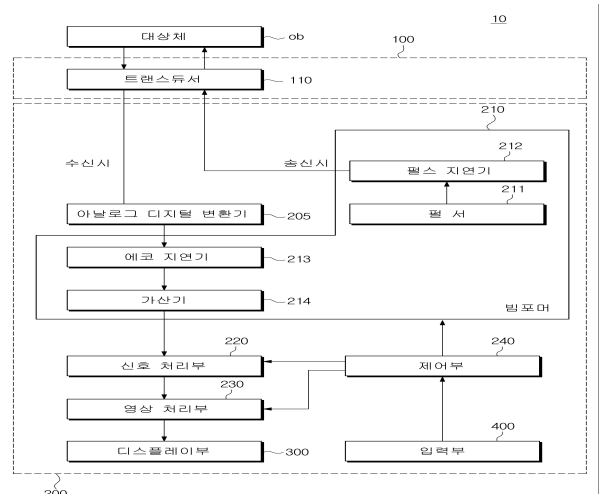 10
대상체
ob
100
트랜스듀서
110
210
수신시
송신시
212
펄스 지연기
211
펄 서
아날로그 디지털 변환기
205
에코 지연기
213
가산기
214
빔포머
220
신호 처리부
240
제어부
230
영상 처리부
400
디스플레이부
300
입력부
200